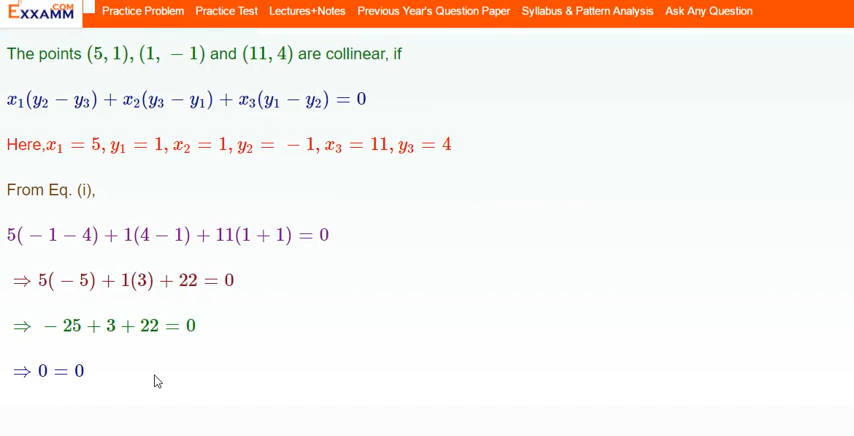 EXXAMM .COM Practice Problem Practice Test Lectures+Notes Previous Year's Question Paper Syllabus & Pattern Analysis Ask Any Question
The points (5, 1), (1, − 1) and (11, 4) are collinear, if
x₁(y₂ − y₃) + x₂(y₃ − y₁) + x₃(y₁ − y₂) = 0
Here,x₁ = 5, y₁ = 1, x₂ = 1, y₂ = − 1, x₃ = 11, y₃ = 4
From Eq. (i),
5( − 1 − 4) + 1(4 − 1) + 11(1 + 1) = 0
⇒ 5( − 5) + 1(3) + 22 = 0
⇒ − 25 + 3 + 22 = 0
⇒ 0 = 0